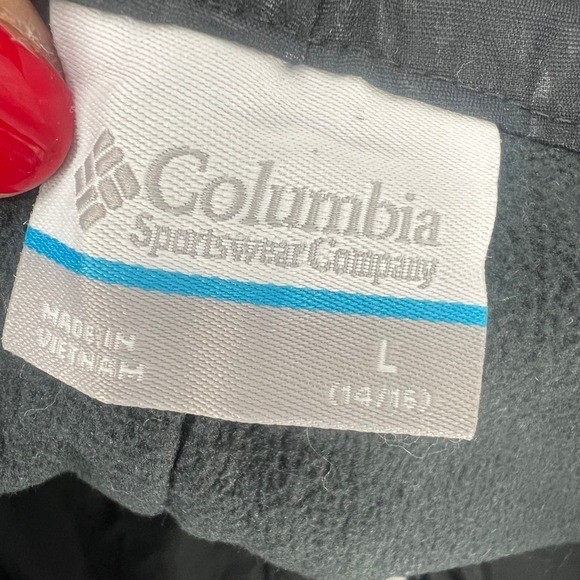 Columbia
Sportswear Company
MADE IN
VIETNAM
L
(14/16)